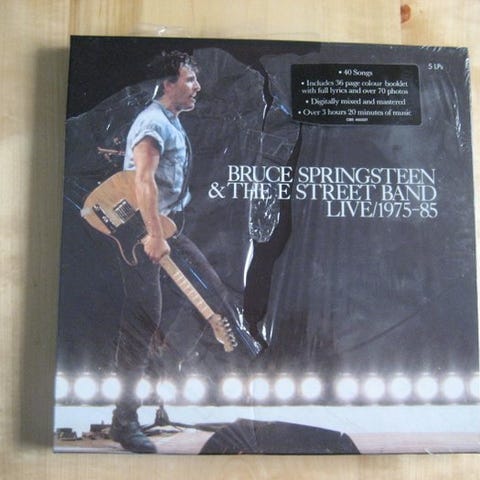 • 40 Songs
• Includes 36 page colour booklet
with full lyrics and over 70 photos
• Digitally mixed and mastered
• Over 3 hours 20 minutes of music
5 LPs
BRUCE SPRINGSTEEN
& THE E STREET BAND
LIVE/1975–85